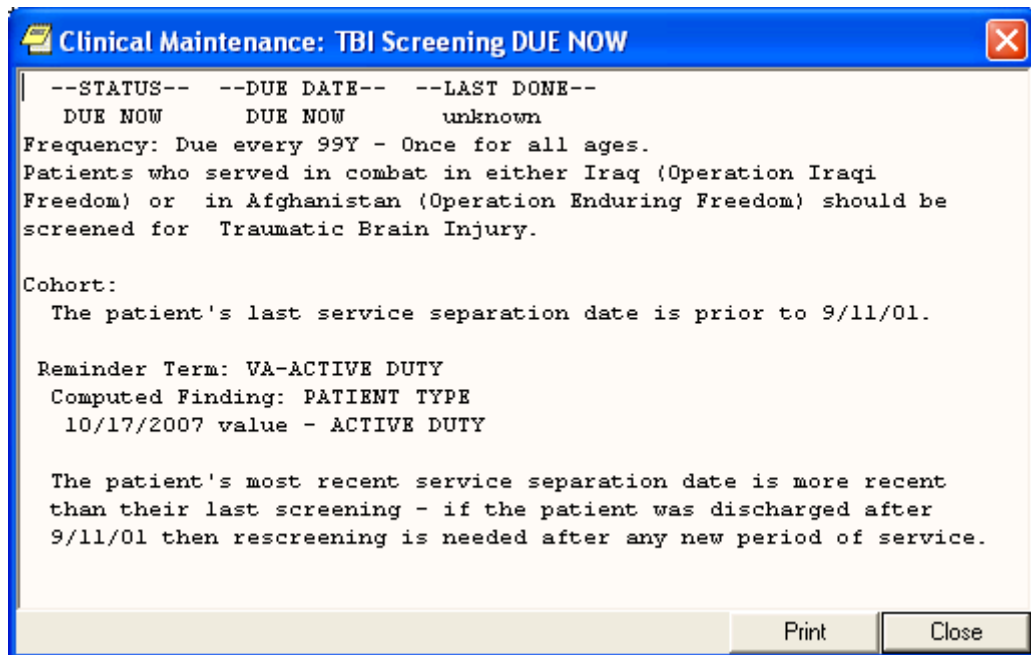 Clinical Maintenance: TBI Screening DUE NOW
--STATUS-- --DUE DATE-- --LAST DONE--
DUE NOW DUE NOW unknown
Frequency: Due every 99Y - Once for all ages.
Patients who served in combat in either Iraq (Operation Iraqi
Freedom) or in Afghanistan (Operation Enduring Freedom) should be
screened for Traumatic Brain Injury.
Cohort:
The patient's last service separation date is prior to 9/11/01.
Reminder Term: VA-ACTIVE DUTY
Computed Finding: PATIENT TYPE
10/17/2007 value - ACTIVE DUTY
The patient's most recent service separation date is more recent
than their last screening - if the patient was discharged after
9/11/01 then rescreening is needed after any new period of service.
Print Close